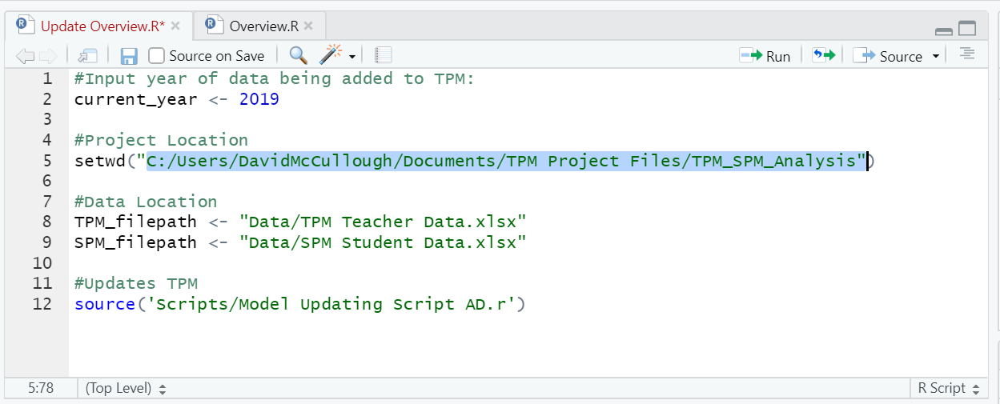 Update Overview.R* Overview.R
Source on Save Run Source
1 #Input year of data being added to TPM:
2 current_year <- 2019
3
4 #Project Location
5 setwd("C:/Users/DavidMcCullough/Documents/TPM Project Files/TPM_SPM_Analysis")
6
7 #Data Location
8 TPM_filepath <- "Data/TPM Teacher Data.xlsx"
9 SPM_filepath <- "Data/SPM Student Data.xlsx"
10
11 #Updates TPM
12 source('Scripts/Model Updating Script AD.r')
5:78 (Top Level) R Script